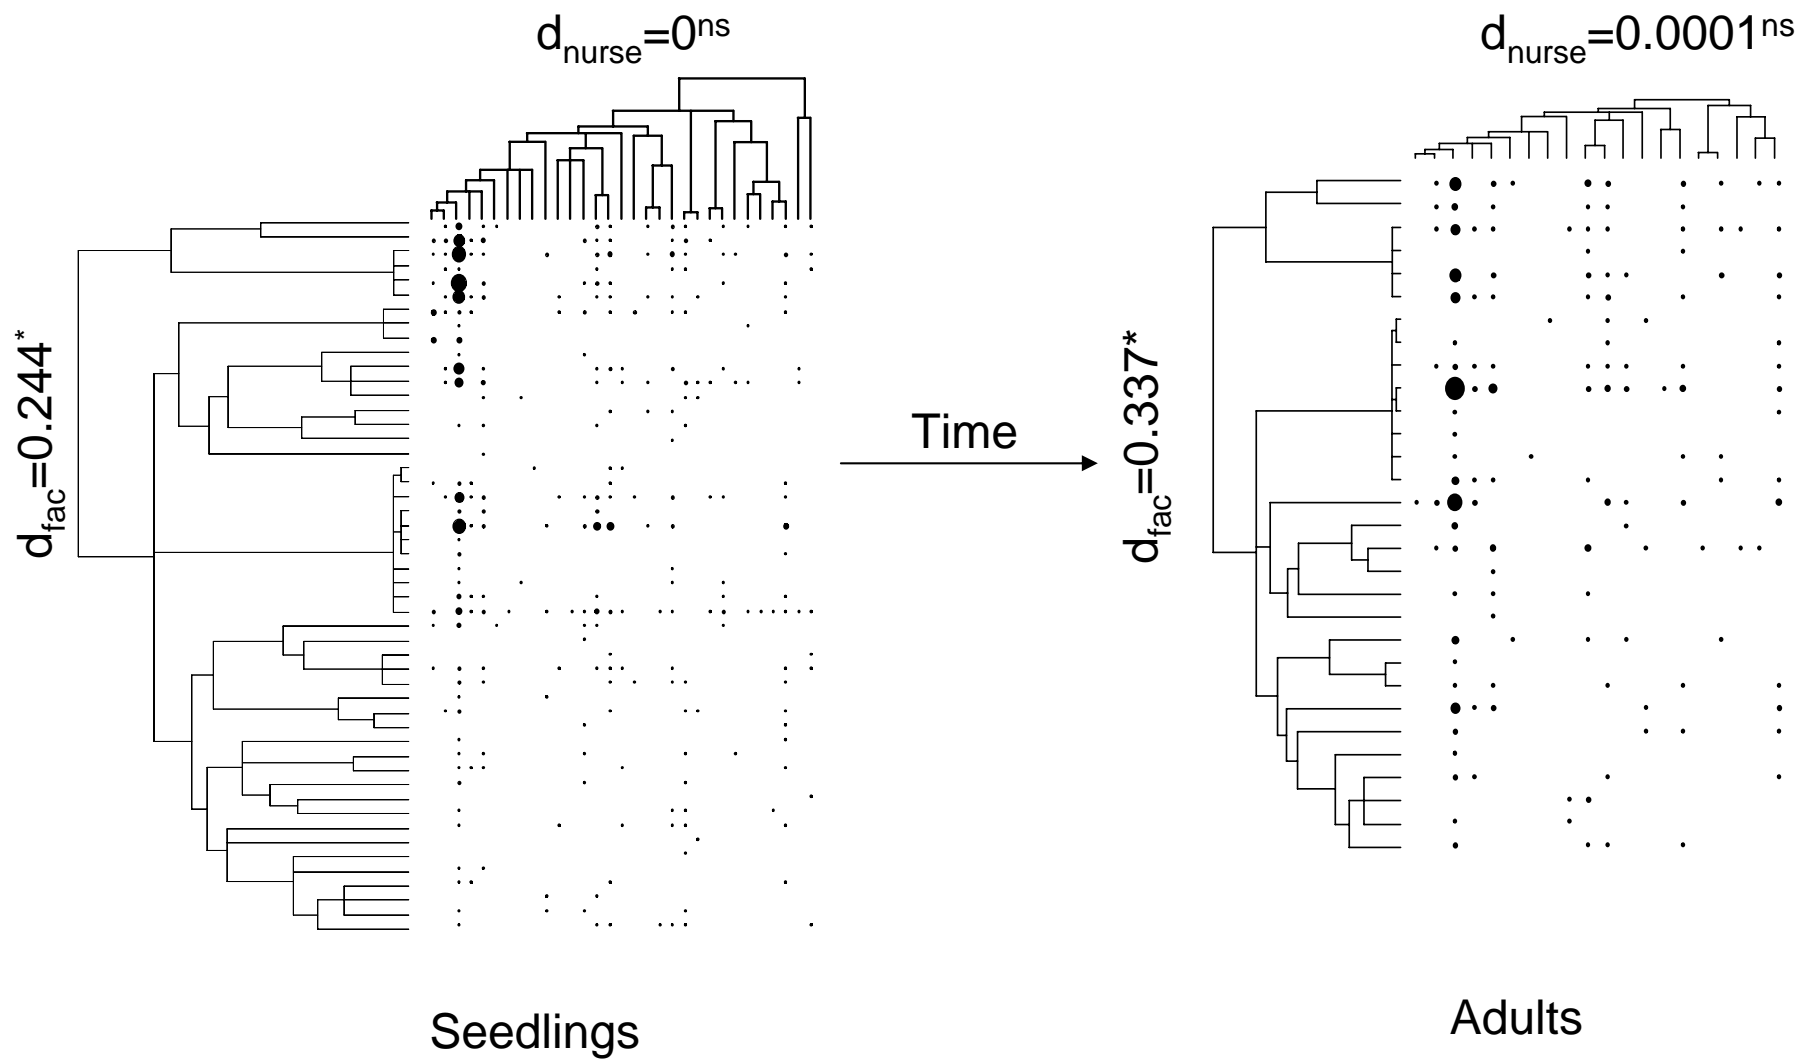 d_nurse=0^ns
d_nurse=0.0001^ns
d_fac=0.244*
Time
d_fac=0.337*
Seedlings
Adults